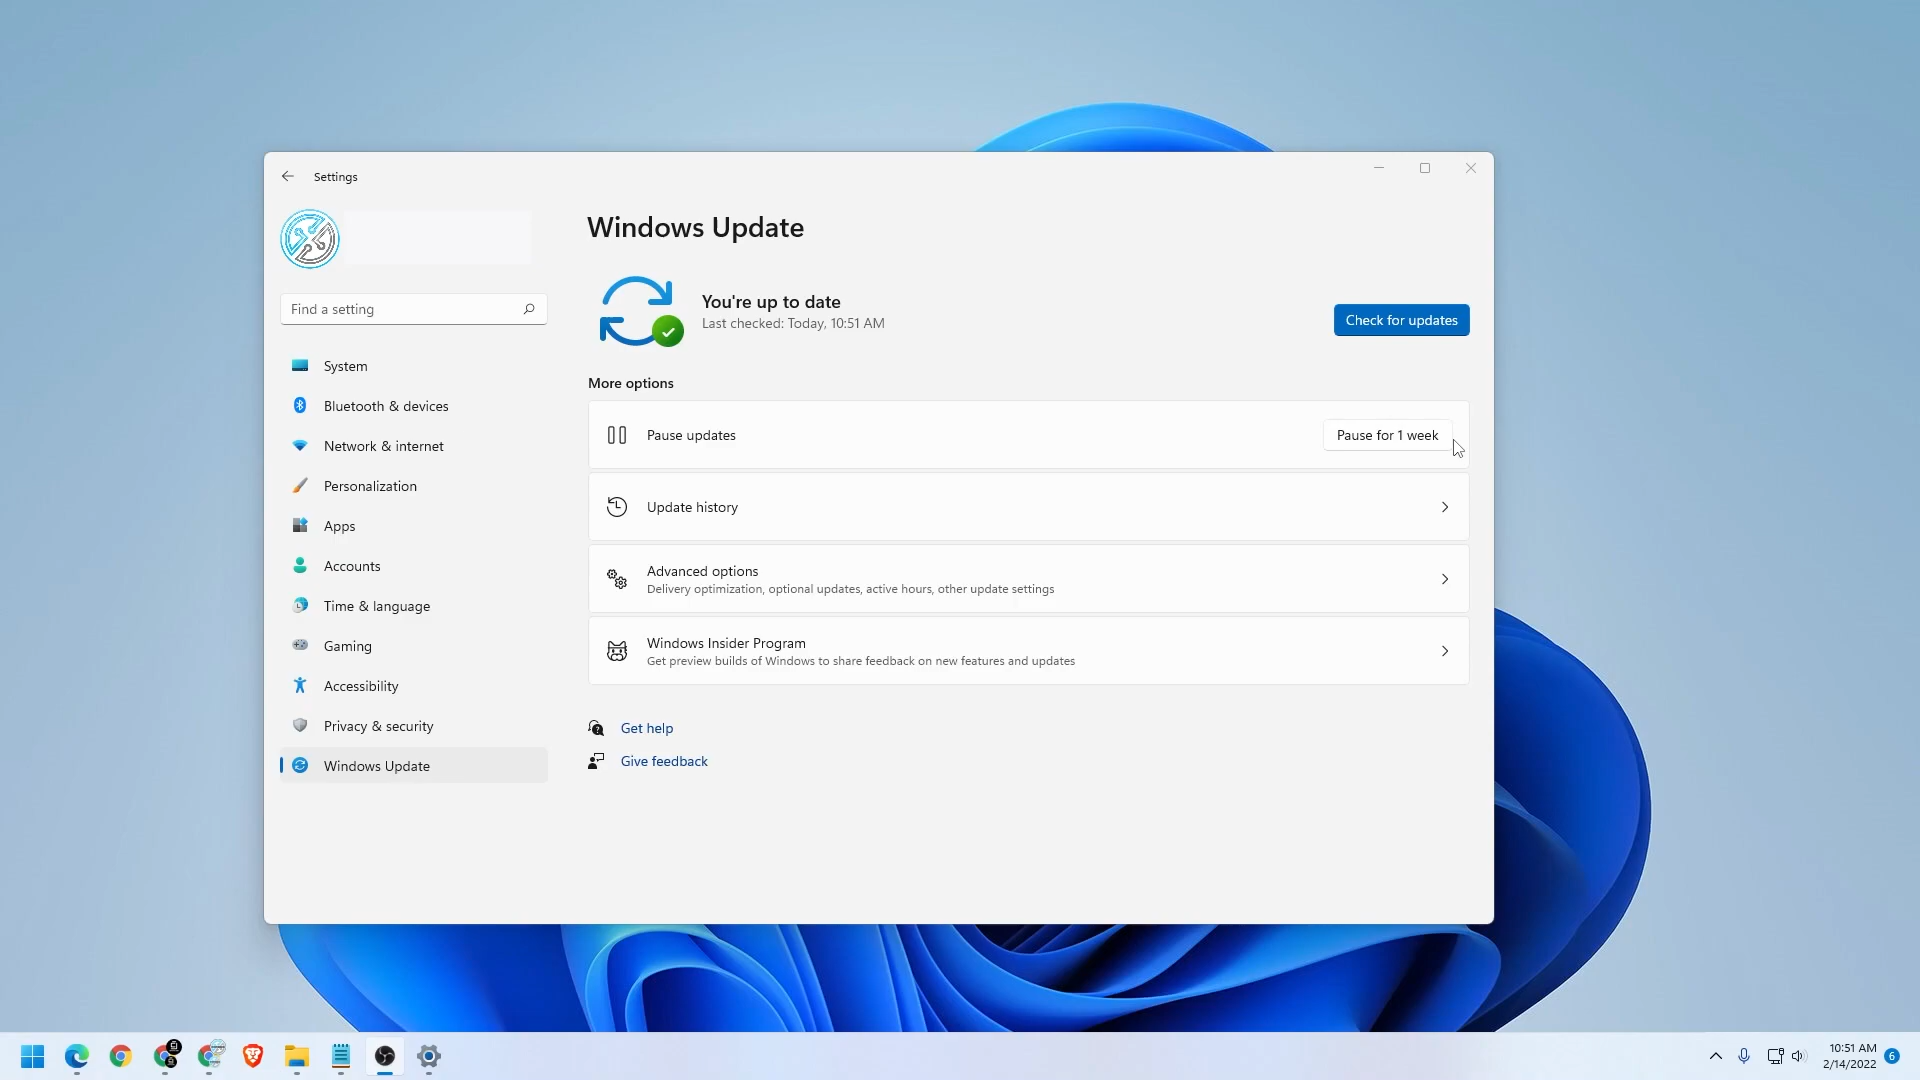 Settings
Windows Update
You're up to date
Last checked: Today, 10:51 AM
Check for updates
Find a setting
System
Bluetooth & devices
Network & internet
Personalization
Apps
Accounts
Time & language
Gaming
Accessibility
Privacy & security
Windows Update
More options
Pause updates
Pause for 1 week
Update history
Advanced options
Delivery optimization, optional updates, active hours, other update settings
Windows Insider Program
Get preview builds of Windows to share feedback on new features and updates
Get help
Give feedback
10:51 AM
2/14/2022
6